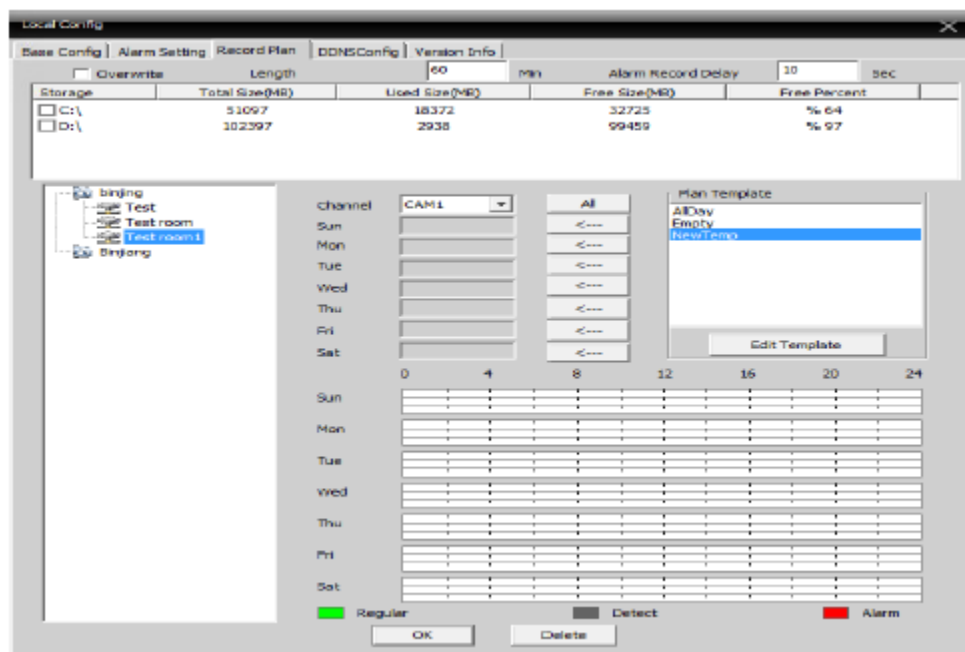 Local Config
Base Config Alarm Setting Record Plan DDNSConfig Version Info
Overwrite Length 60 Min Alarm Record Delay 10 Sec
Storage Total Size(MB) Used Size(MB) Free Size(MB) Free Percent
C:\ 51097 18372 32725 % 64
D:\ 102397 2938 99459 % 97
binjing
Test
Test room
Test room1
Binjiang
Channel CAM1 All
Sun <---
Mon <---
Tue <---
Wed <---
Thu <---
Fri <---
Sat <---
Plan Template
AllDay
Empty
NewTemp
Edit Template
0 4 8 12 16 20 24
Sun
Mon
Tue
Wed
Thu
Fri
Sat
Regular Detect Alarm
OK Delete